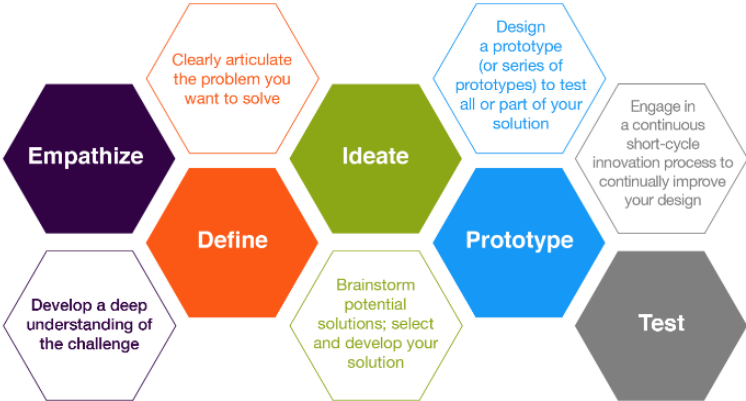 Empathize
Develop a deep
understanding of
the challenge
Clearly articulate
the problem you
want to solve
Define
Ideate
Brainstorm
potential
solutions; select
and develop your
solution
Design
a prototype
(or series of
prototypes) to test
all or part of your
solution
Prototype
Engage in
a continuous
short-cycle
innovation process to
continually improve
your design
Test